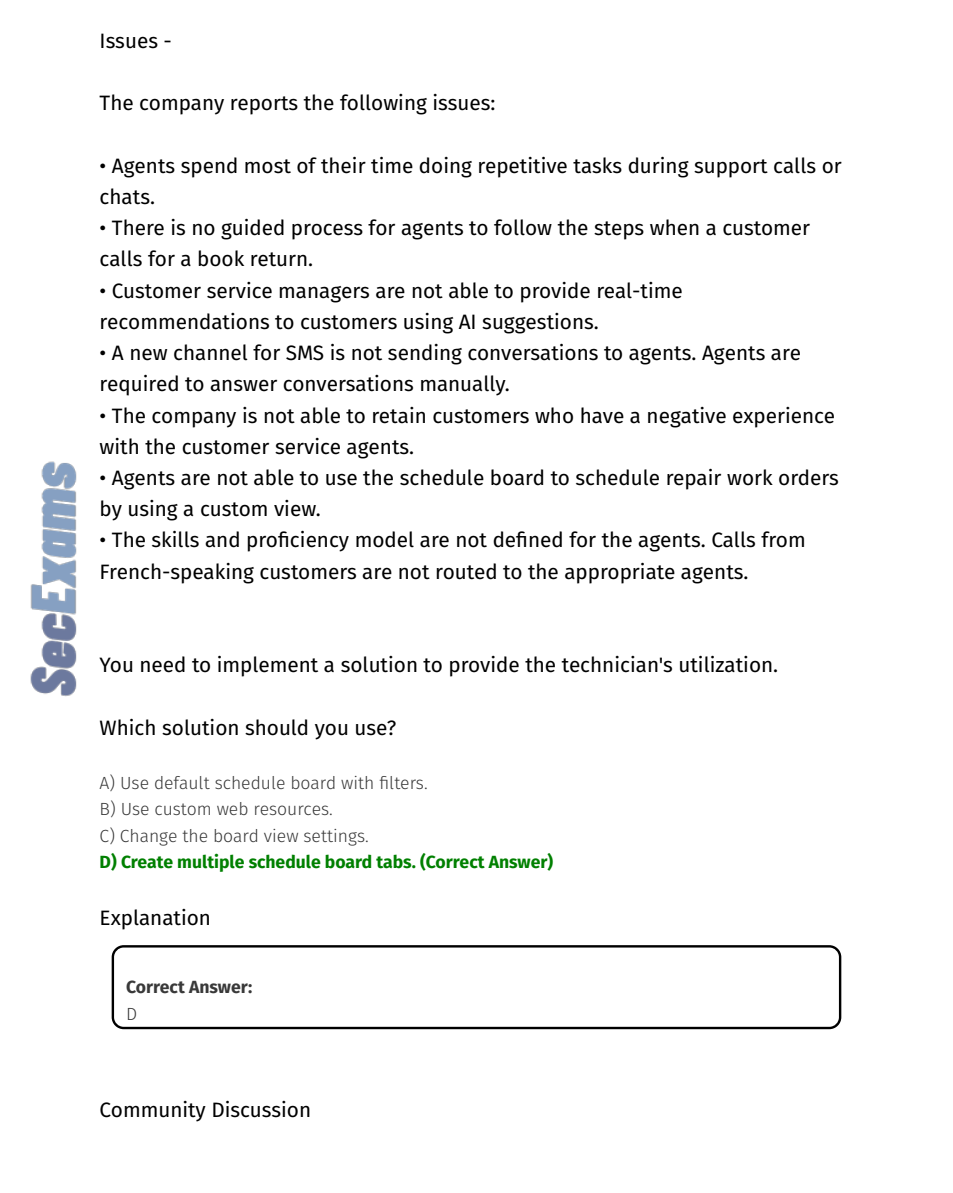 Issues -
The company reports the following issues:
• Agents spend most of their time doing repetitive tasks during support calls or
chats.
• There is no guided process for agents to follow the steps when a customer
calls for a book return.
• Customer service managers are not able to provide real-time
recommendations to customers using AI suggestions.
• A new channel for SMS is not sending conversations to agents. Agents are
required to answer conversations manually.
• The company is not able to retain customers who have a negative experience
with the customer service agents.
• Agents are not able to use the schedule board to schedule repair work orders
by using a custom view.
• The skills and proficiency model are not defined for the agents. Calls from
French-speaking customers are not routed to the appropriate agents.
SecExams
You need to implement a solution to provide the technician's utilization.
Which solution should you use?
A) Use default schedule board with filters.
B) Use custom web resources.
C) Change the board view settings.
D) Create multiple schedule board tabs. (Correct Answer)
Explanation
Correct Answer:
D
Community Discussion